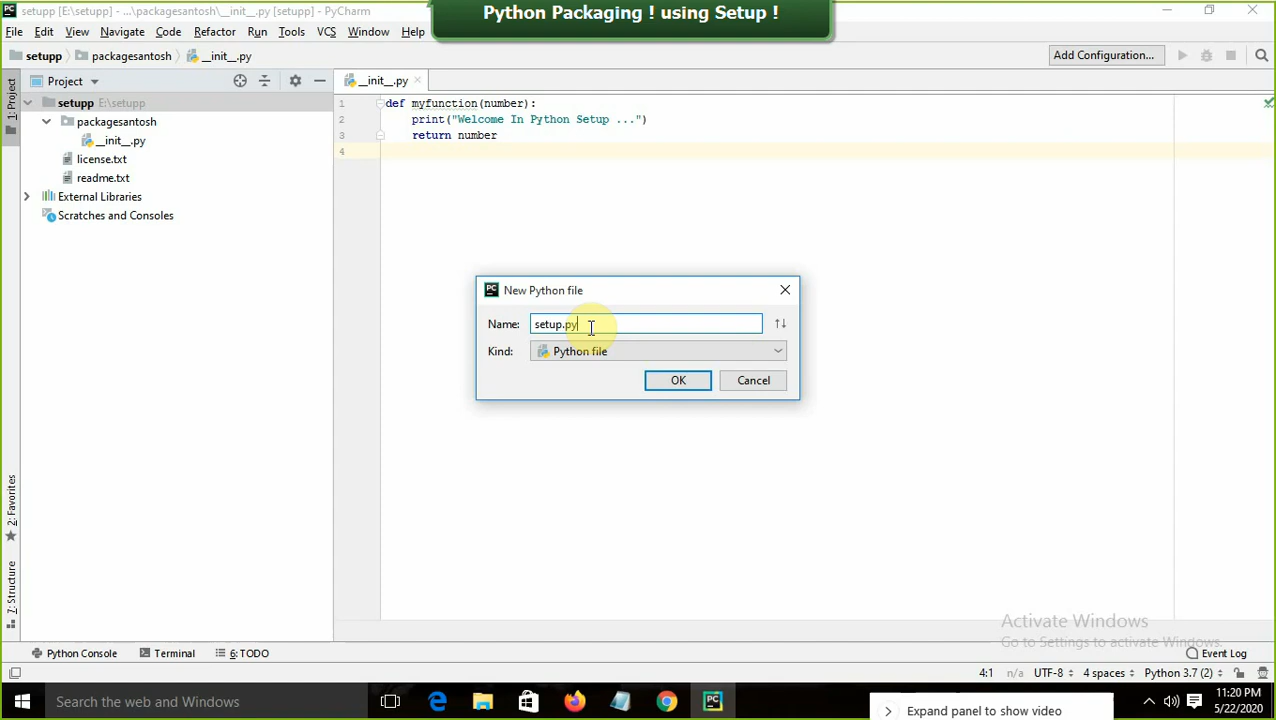 Python Packaging ! using Setup !
setupp [E:\setupp] - ...\packagesantosh\__init__.py [setupp] - PyCharm
File Edit View Navigate Code Refactor Run Tools VCS Window Help
setupp packagesantosh __init__.py Add Configuration...
1: Project
Project
__init__.py
setupp E:\setupp
packagesantosh
__init__.py
license.txt
readme.txt
External Libraries
Scratches and Consoles
1 def myfunction(number):
2 print("Welcome In Python Setup ...")
3 return number
4
PC New Python file
Name: setup.py
Kind: Python file
OK Cancel
2: Favorites
7: Structure
Activate Windows
Go to Settings to activate Windows.
Python Console Terminal 6: TODO Event Log
4:1 n/a UTF-8 4 spaces Python 3.7 (2)
Search the web and Windows
PC
11:20 PM
5/22/2020
Expand panel to show video